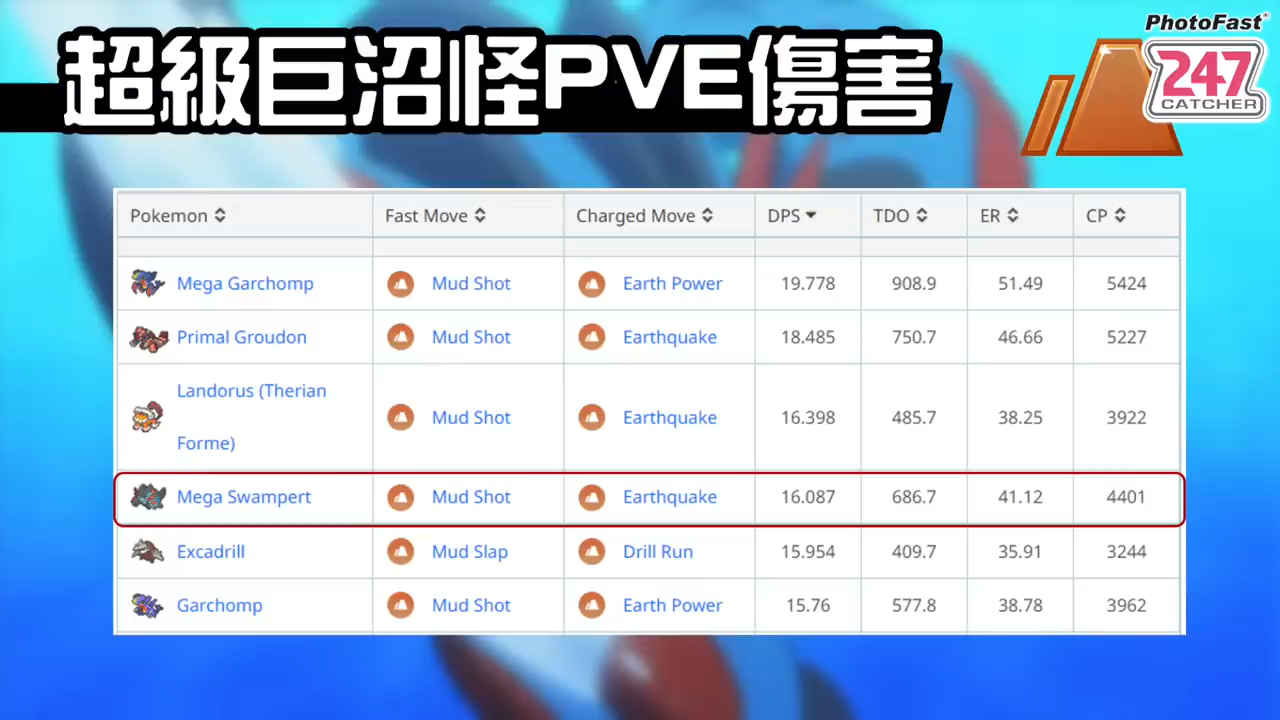 PhotoFast
超級巨沼怪PVE傷害
247
CATCHER
Pokemon Fast Move Charged Move DPS TDO ER CP
Mega Garchomp Mud Shot Earth Power 19.778 908.9 51.49 5424
Primal Groudon Mud Shot Earthquake 18.485 750.7 46.66 5227
Landorus (Therian
Forme) Mud Shot Earthquake 16.398 485.7 38.25 3922
Mega Swampert Mud Shot Earthquake 16.087 686.7 41.12 4401
Excadrill Mud Slap Drill Run 15.954 409.7 35.91 3244
Garchomp Mud Shot Earth Power 15.76 577.8 38.78 3962